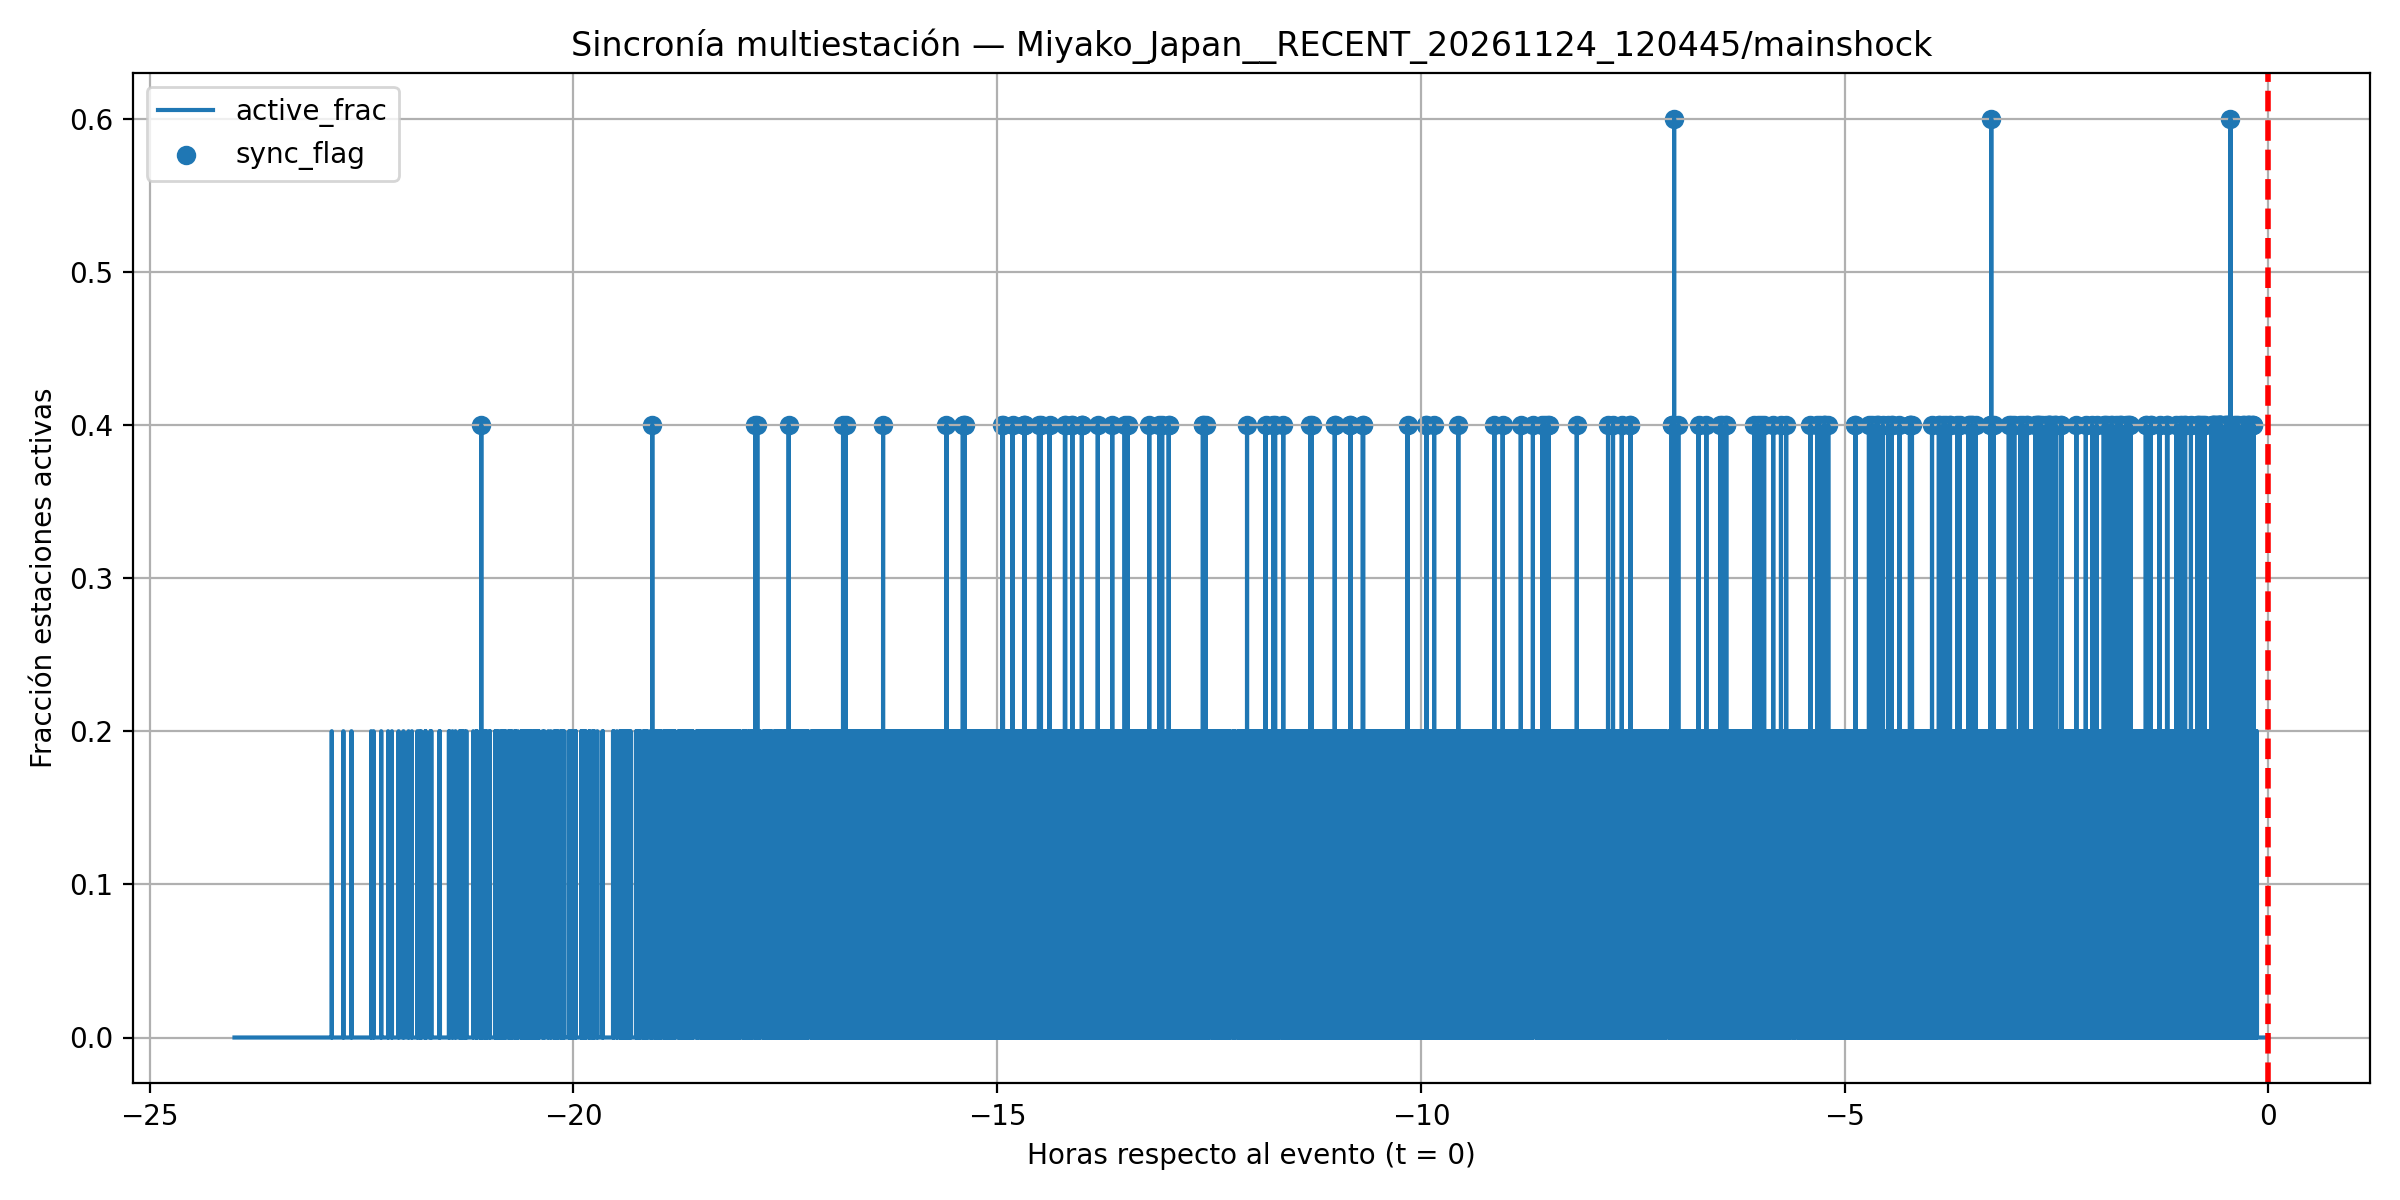 Sincronía multiestación — Miyako_Japan__RECENT_20261124_120445/mainshock
active_frac
sync_flag
Fracción estaciones activas
0.6
0.5
0.4
0.3
0.2
0.1
0.0
−25
−20
−15
−10
−5
0
Horas respecto al evento (t = 0)